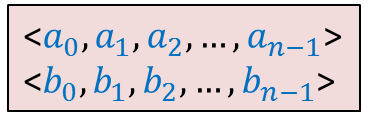 <a₀, a₁, a₂, ..., aₙ₋₁>
<b₀, b₁, b₂, ..., bₙ₋₁>